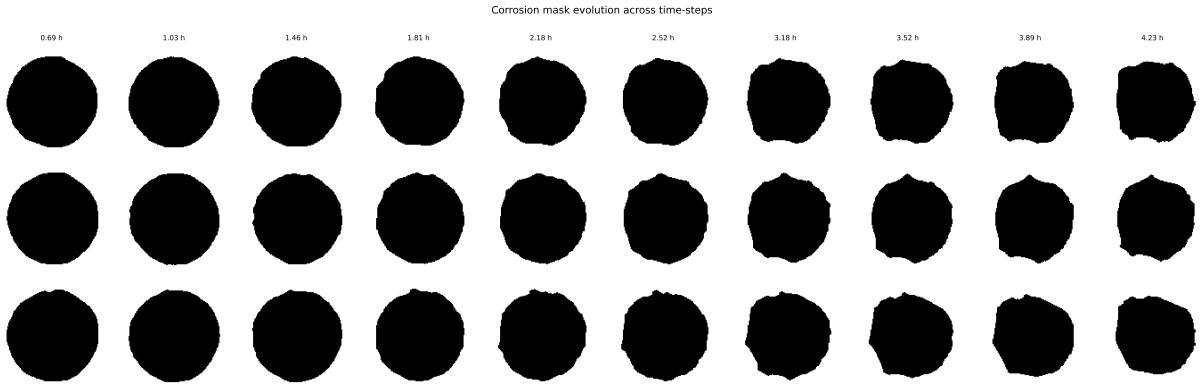 Corrosion mask evolution across time-steps
0.69 h 1.03 h 1.46 h 1.81 h 2.18 h 2.52 h 3.18 h 3.52 h 3.89 h 4.23 h